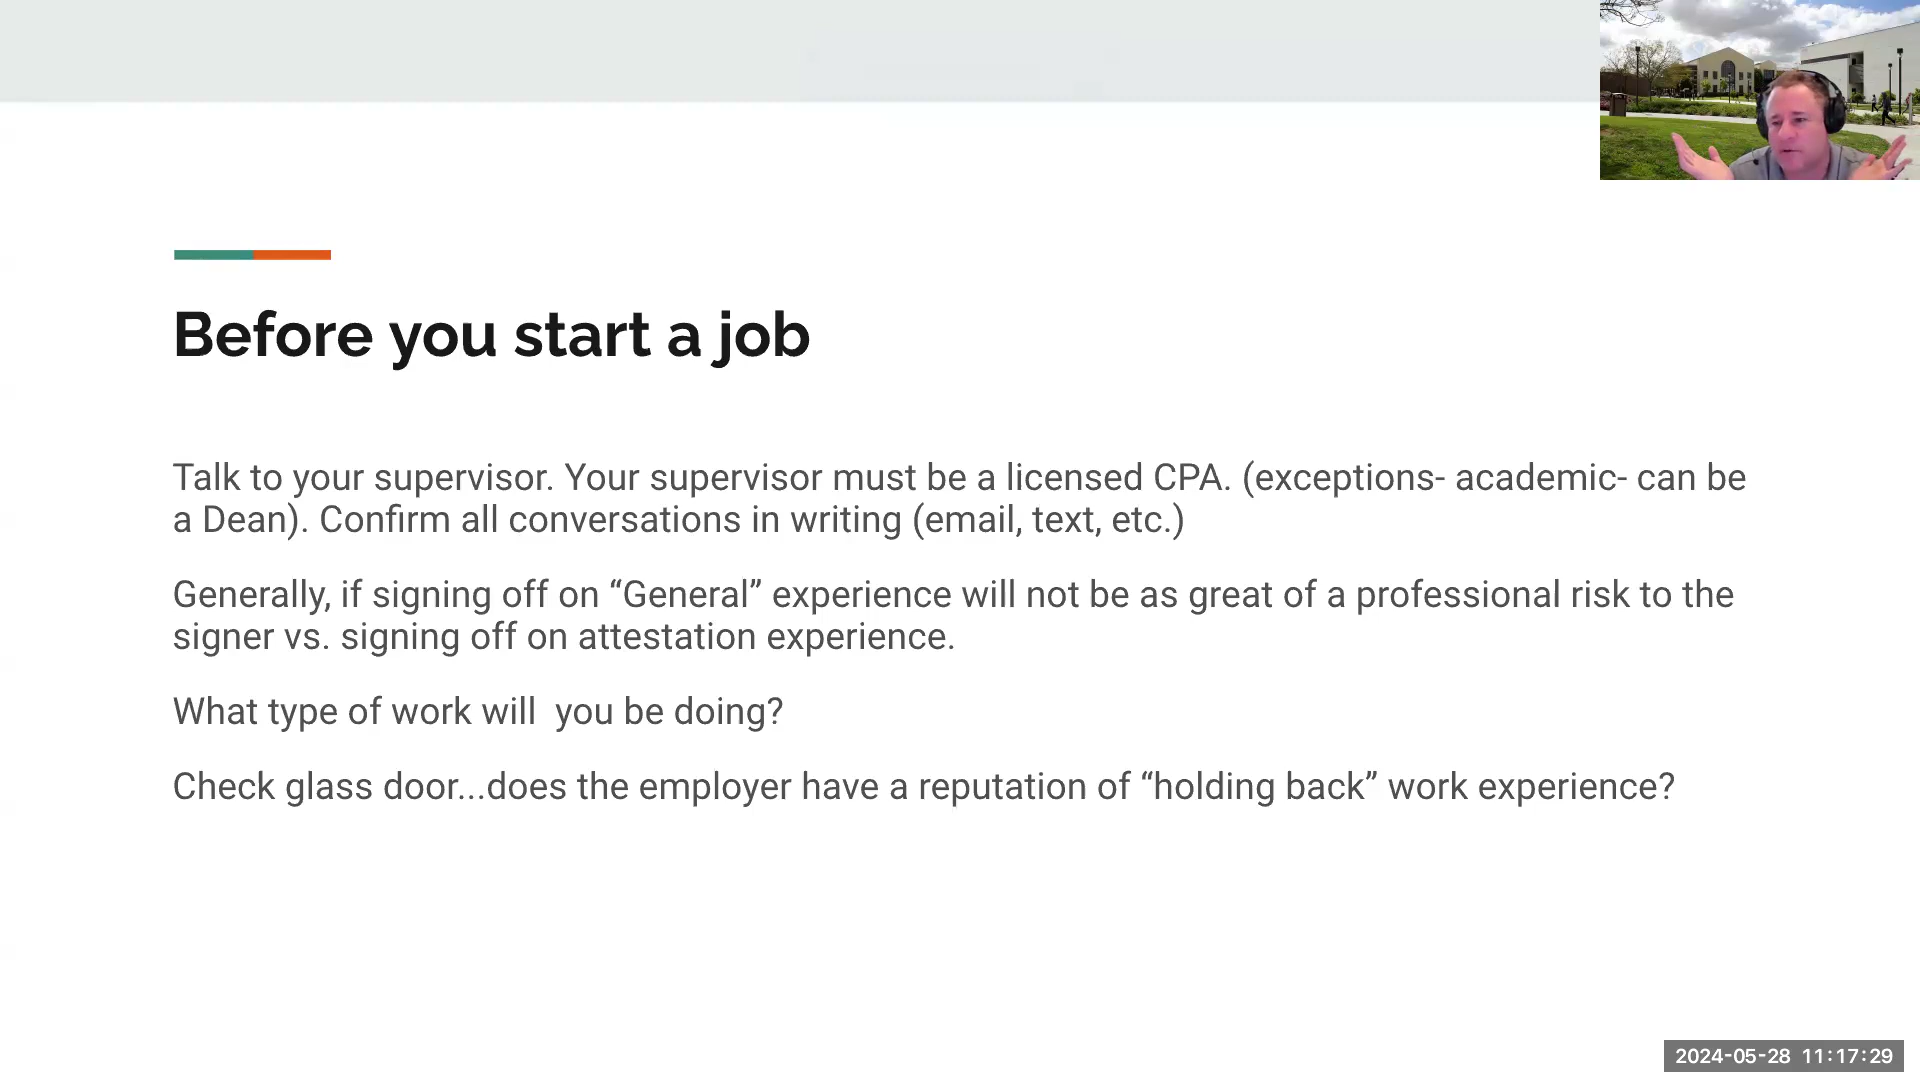 Before you start a job
Talk to your supervisor. Your supervisor must be a licensed CPA. (exceptions- academic- can be
a Dean). Confirm all conversations in writing (email, text, etc.)
Generally, if signing off on “General” experience will not be as great of a professional risk to the
signer vs. signing off on attestation experience.
What type of work will  you be doing?
Check glass door...does the employer have a reputation of “holding back” work experience?
2024-05-28 11:17:29